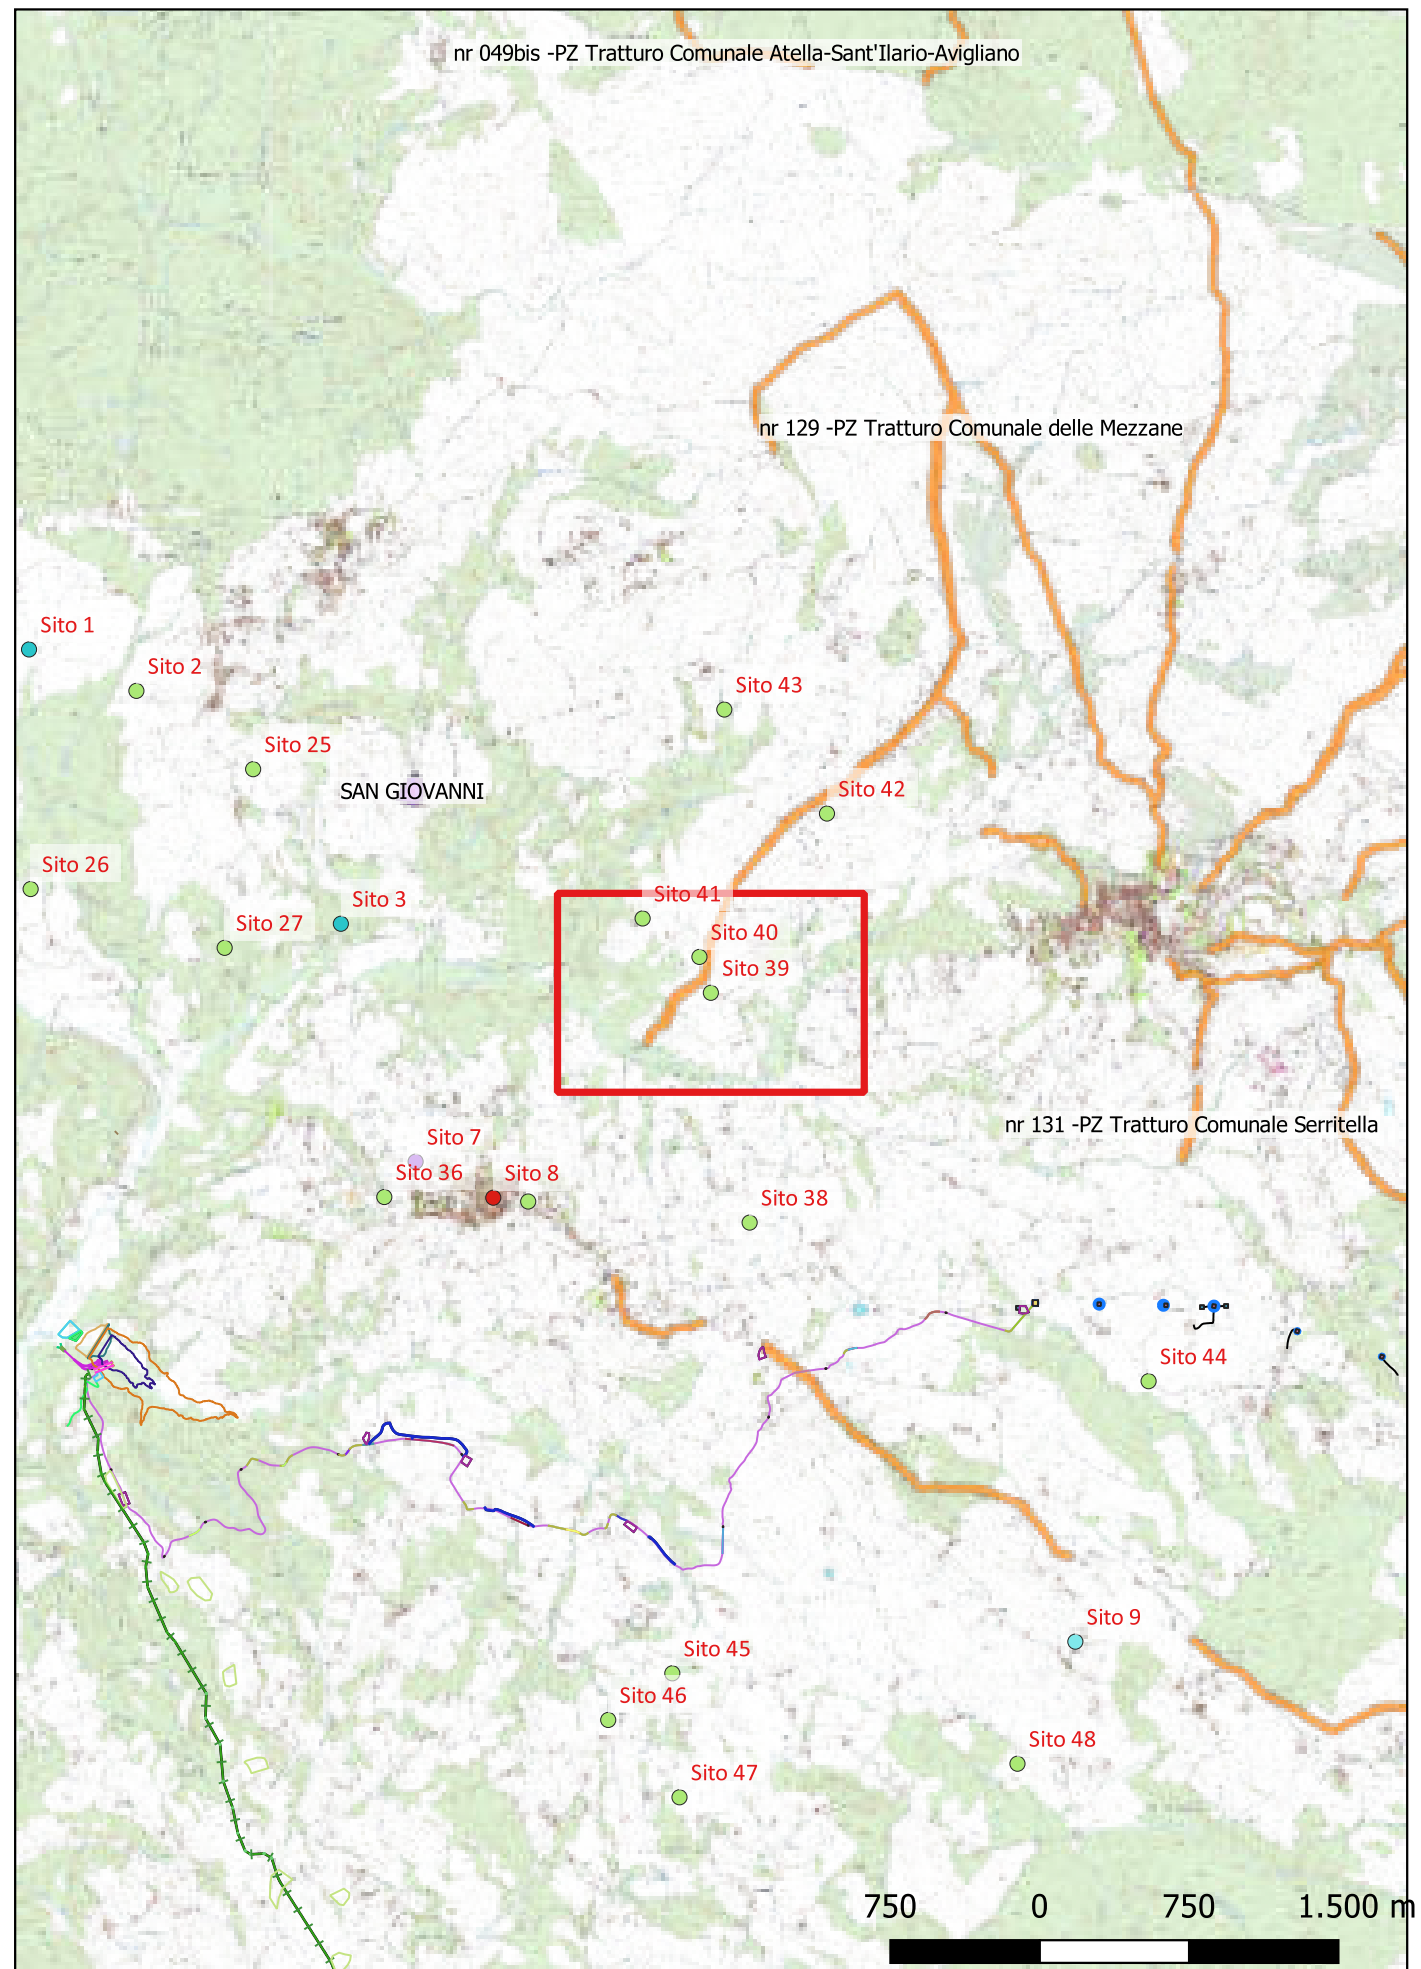 nr 049bis -PZ Tratturo Comunale Atella-Sant'Ilario-Avigliano
nr 129 -PZ Tratturo Comunale delle Mezzane
Sito 1
Sito 2
Sito 43
Sito 25
SAN GIOVANNI
Sito 42
Sito 26
Sito 41
Sito 3
Sito 27
Sito 40
Sito 39
nr 131 -PZ Tratturo Comunale Serritella
Sito 7
Sito 36
Sito 8
Sito 38
Sito 44
Sito 9
Sito 45
Sito 46
Sito 48
Sito 47
750 0 750 1.500 m